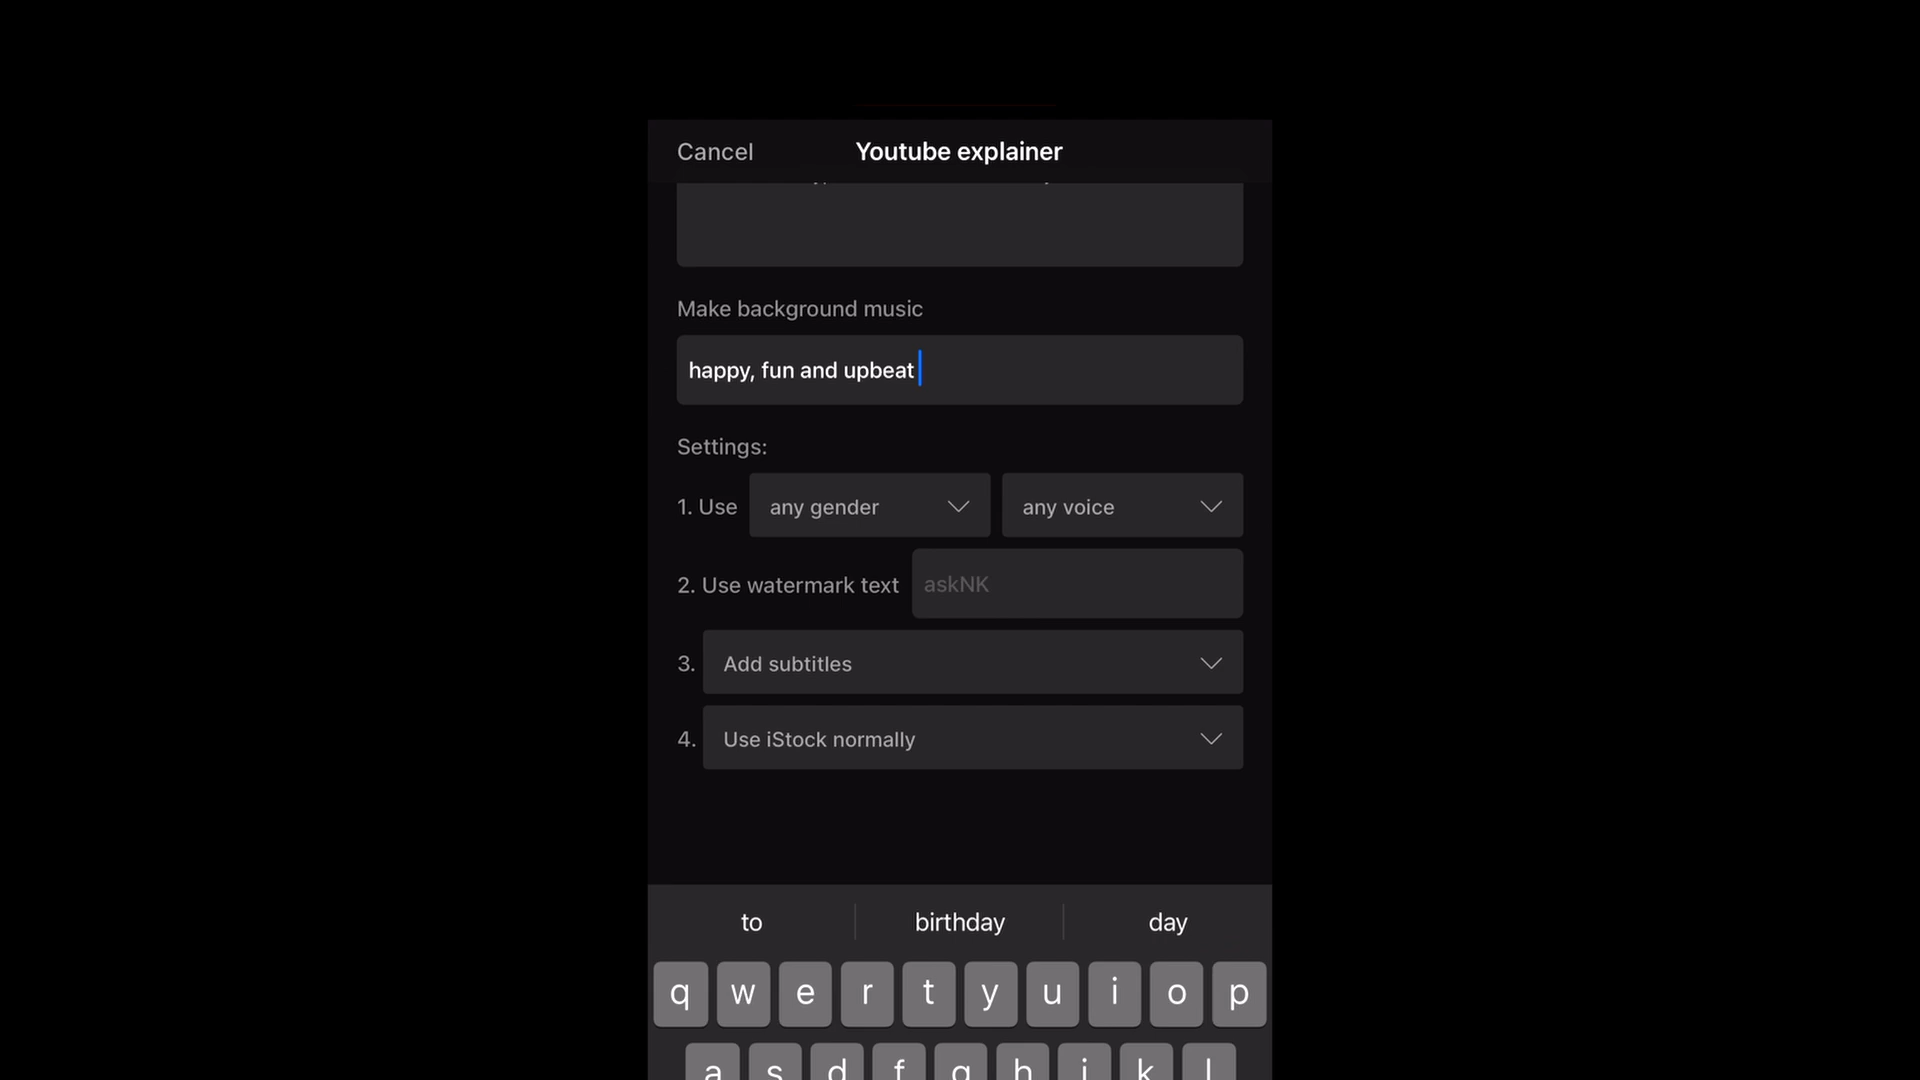 Cancel Youtube explainer
Make background music
happy, fun and upbeat
Settings:
1. Use any gender any voice
2. Use watermark text askNK
3. Add subtitles
4. Use iStock normally
to birthday day
q w e r t y u i o p
a s d f g h j k l